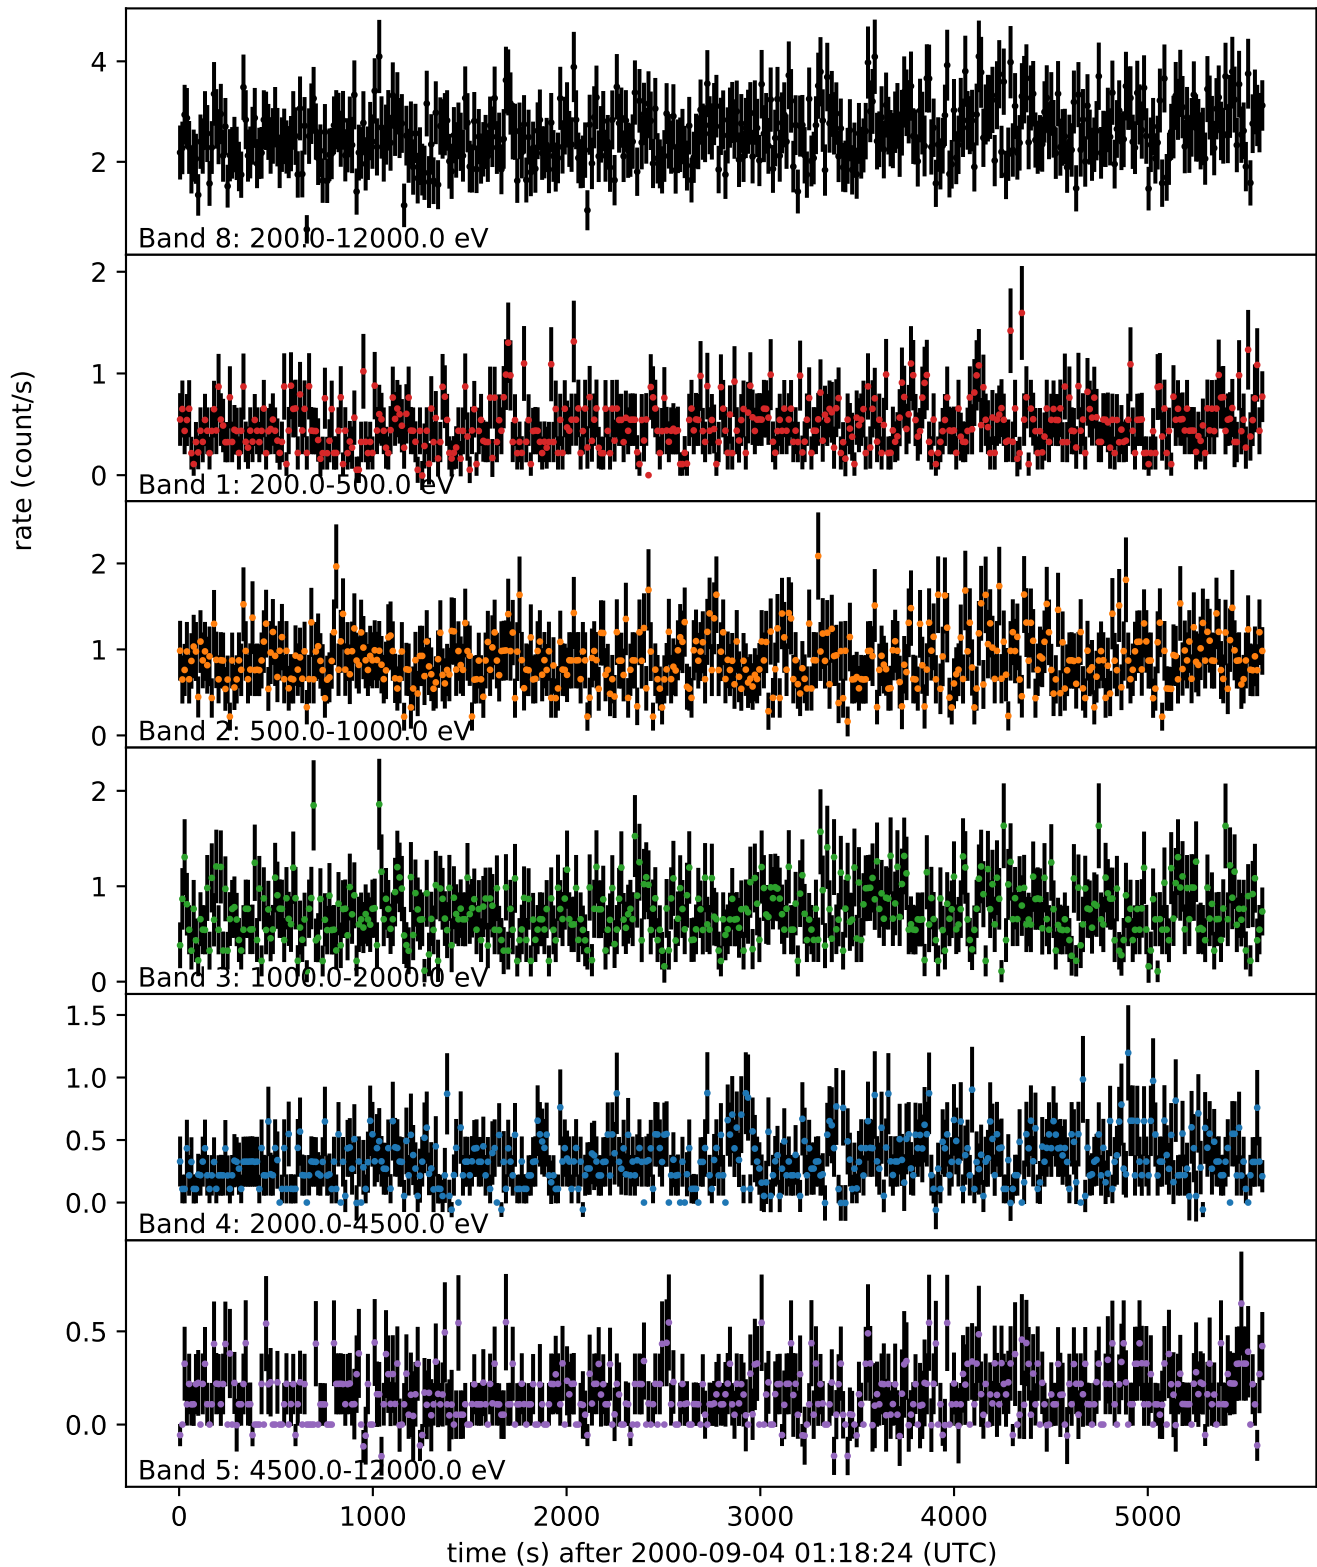 4
2
Band 8: 200.0-12000.0 eV
2
1
0
Band 1: 200.0-500.0 eV
rate (count/s)
2
1
0
Band 2: 500.0-1000.0 eV
2
1
0
Band 3: 1000.0-2000.0 eV
1.5
1.0
0.5
0.0
Band 4: 2000.0-4500.0 eV
0.5
0.0
Band 5: 4500.0-12000.0 eV
0 1000 2000 3000 4000 5000
time (s) after 2000-09-04 01:18:24 (UTC)